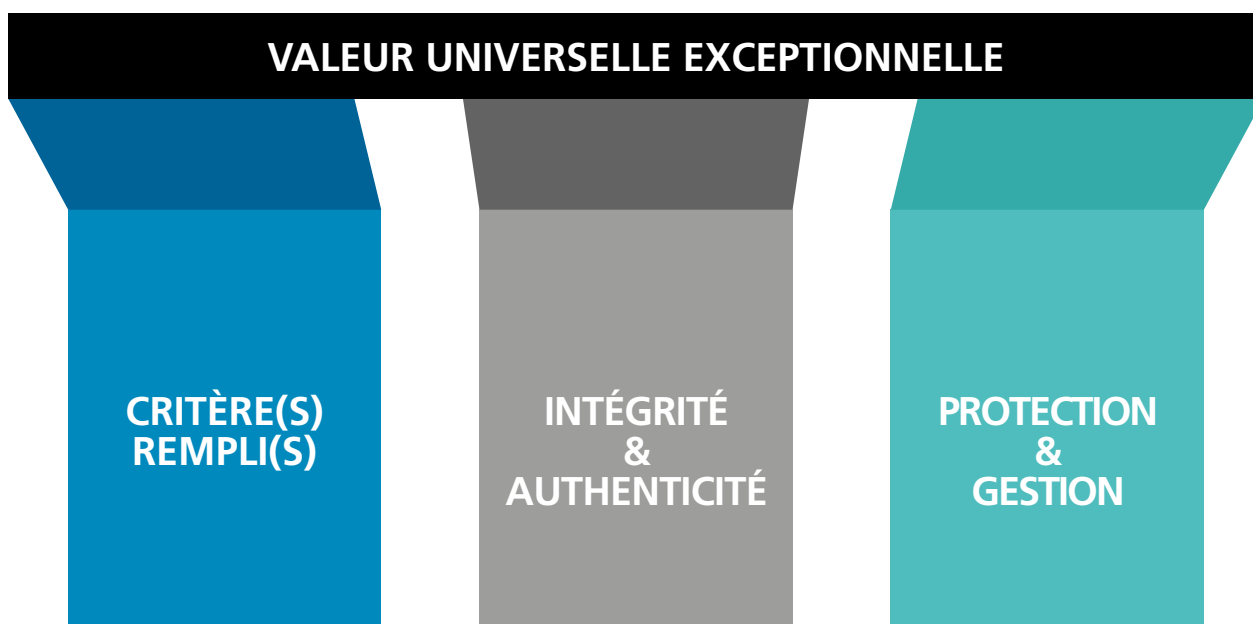 VALEUR UNIVERSELLE EXCEPTIONNELLE
CRITÈRE(S)
REMPLI(S)
INTÉGRITÉ
&
AUTHENTICITÉ
PROTECTION
&
GESTION